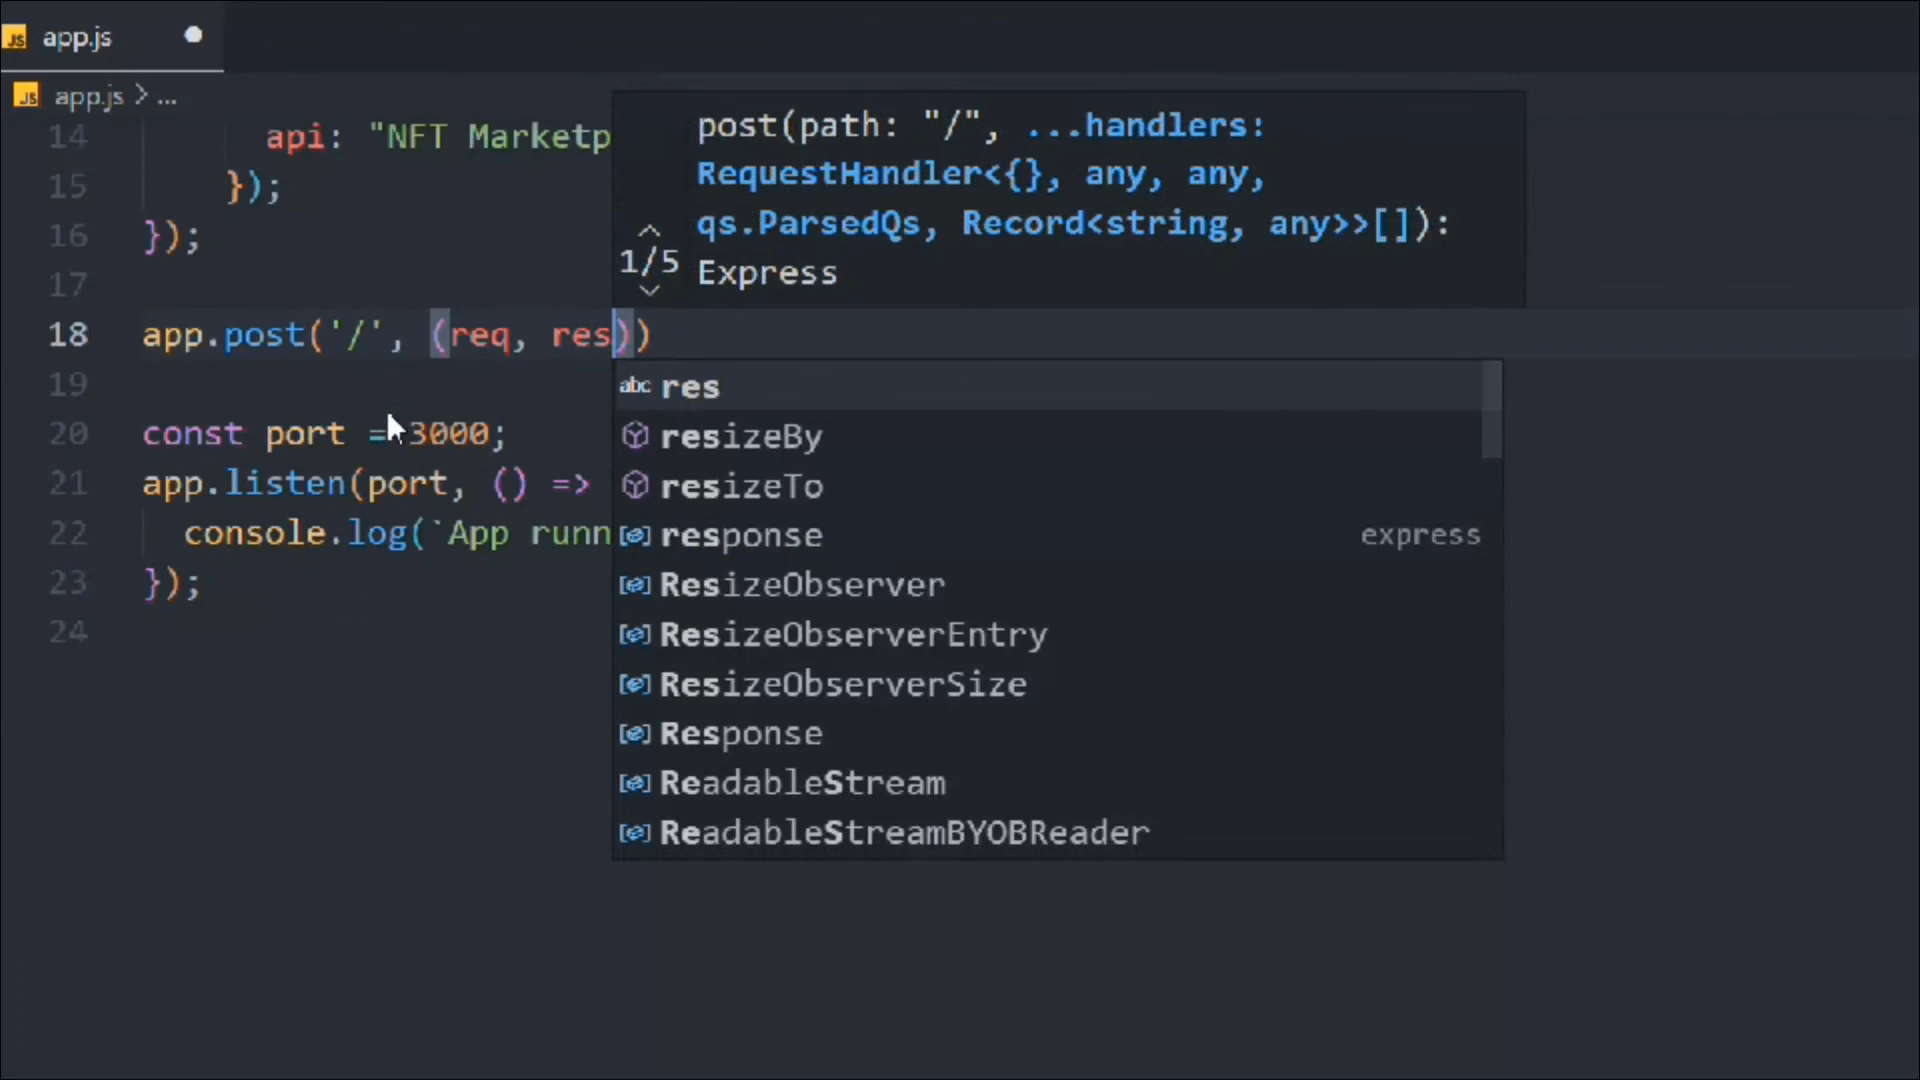 JS app.js
JS app.js > ...
14 api: "NFT Marketp
15 });
16 });
17
18 app.post('/', (req, res))
19
20 const port = 3000;
21 app.listen(port, () =>
22 console.log(`App runn
23 });
24
post(path: "/", ...handlers:
RequestHandler<{}, any, any,
qs.ParsedQs, Record<string, any>>[]):
1/5 Express
abc res
resizeBy
resizeTo
response express
ResizeObserver
ResizeObserverEntry
ResizeObserverSize
Response
ReadableStream
ReadableStreamBYOBReader